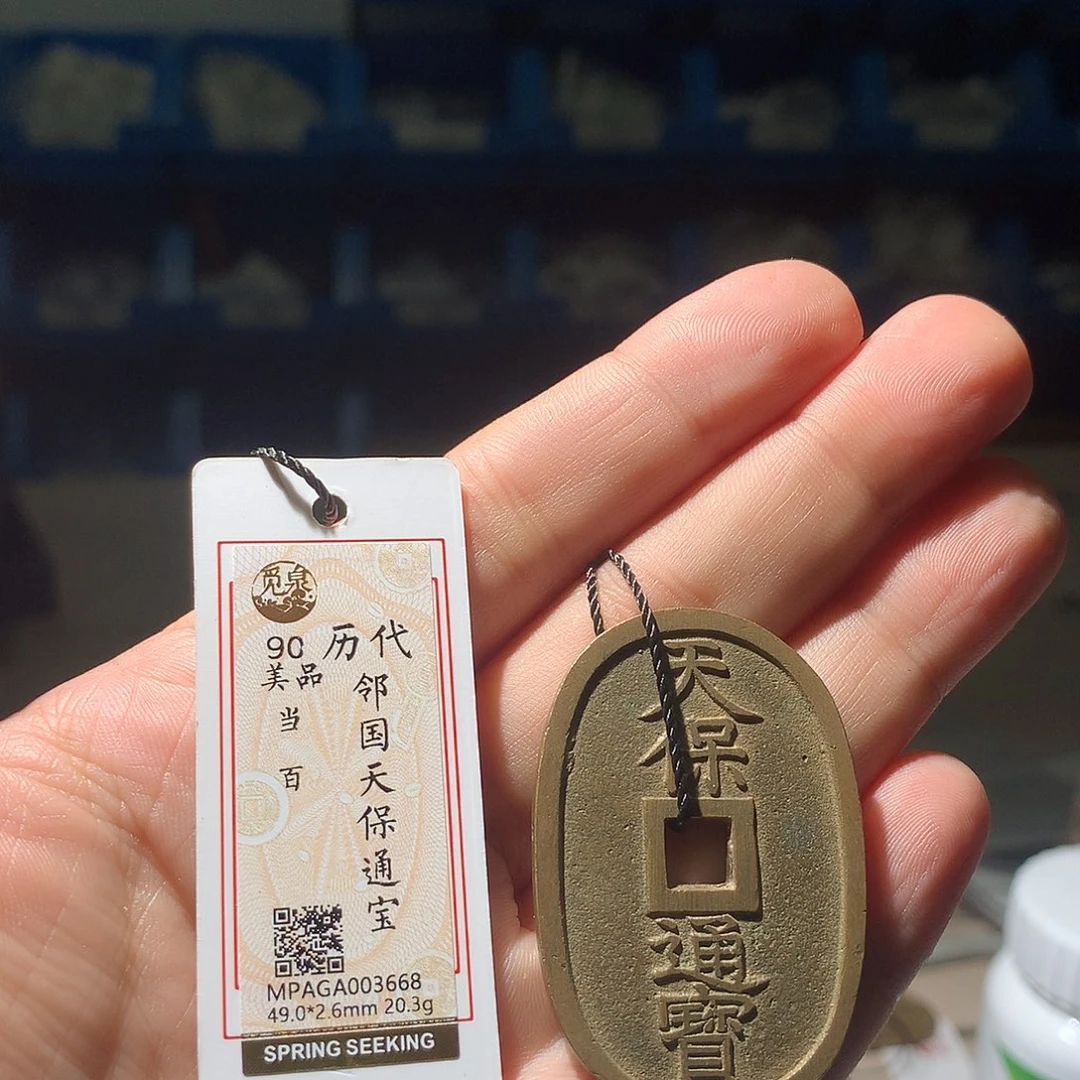 觅泉
90
美品
当
百
历代
邻
国
天
保
通
宝
MPAGA003668
49.0*2.6mm 20.3g
SPRING SEEKING
天
保
通
寶